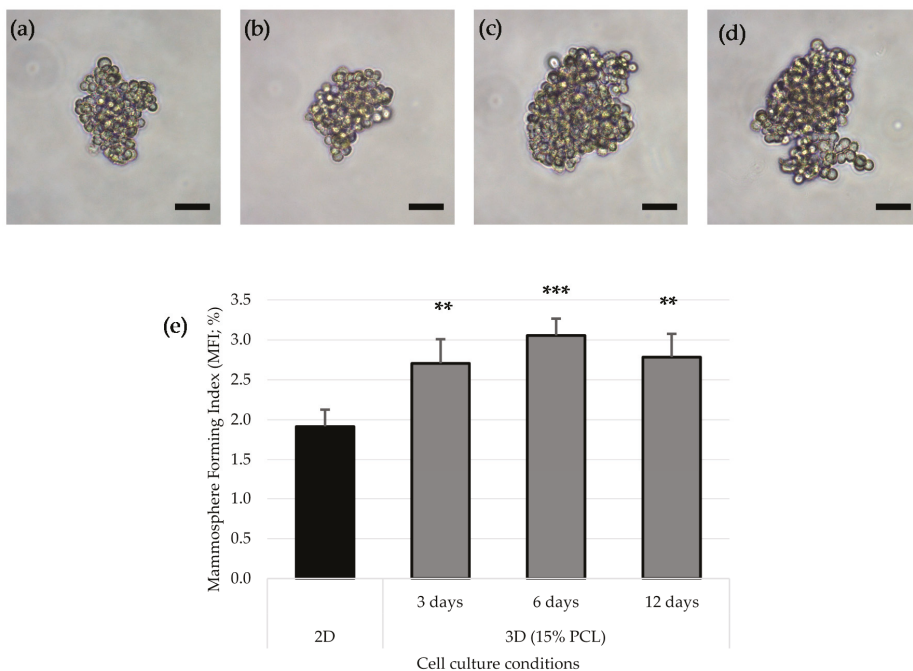 (a)
(b)
(c)
(d)
(e)
Mammosphere Forming Index (MFI; %)
3.5
3.0
2.5
2.0
1.5
1.0
0.5
0.0
**
***
**
3 days
6 days
12 days
2D
3D (15% PCL)
Cell culture conditions